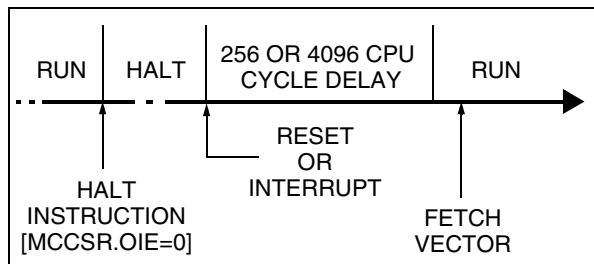 RUN
HALT
256 OR 4096 CPU
CYCLE DELAY
RUN
HALT
INSTRUCTION
[MCCSR.OIE=0]
RESET
OR
INTERRUPT
FETCH
VECTOR